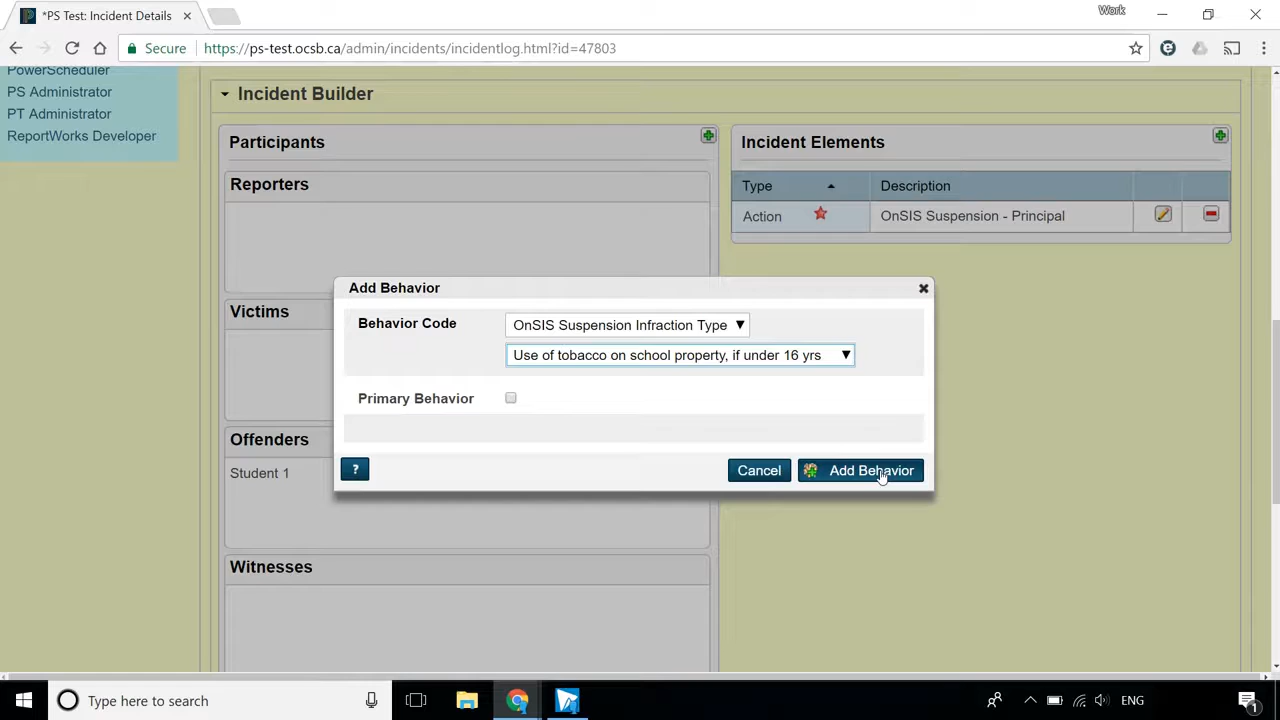 *PS Test: Incident Details
Work
Secure
https://ps-test.ocsb.ca/admin/incidents/incidentlog.html?id=47803
PowerScheduler
PS Administrator
PT Administrator
ReportWorks Developer
Incident Builder
Participants
Incident Elements
Reporters
Type
Description
Action
OnSIS Suspension - Principal
Add Behavior
Victims
Behavior Code
OnSIS Suspension Infraction Type
Use of tobacco on school property, if under 16 yrs
Primary Behavior
Offenders
Student 1
?
Cancel
Add Behavior
Witnesses
Type here to search
ENG
1